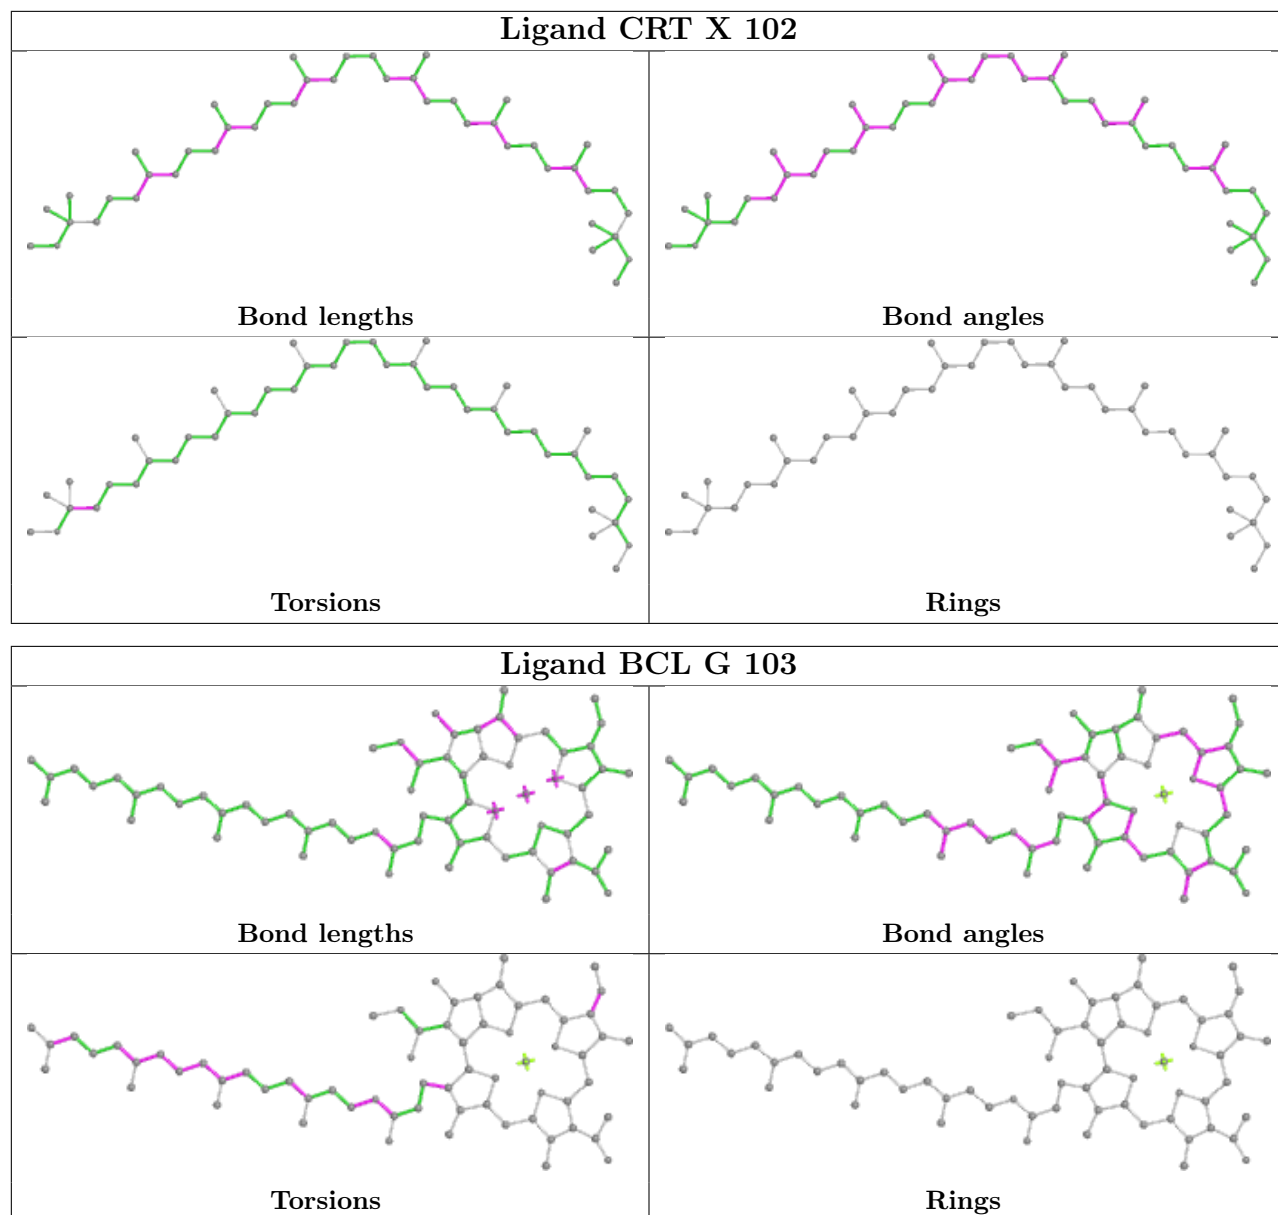 Ligand CRT X 102
Bond lengths
Bond angles
Torsions
Rings
Ligand BCL G 103
Bond lengths
Bond angles
Torsions
Rings